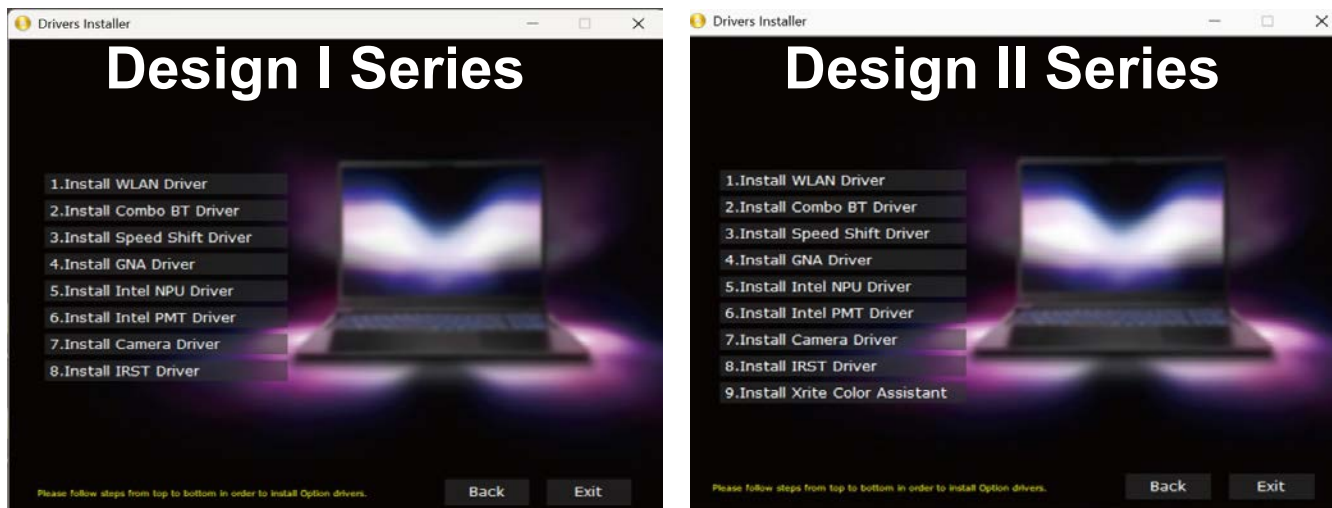 Drivers Installer
Design I Series
1.Install WLAN Driver
2.Install Combo BT Driver
3.Install Speed Shift Driver
4.Install GNA Driver
5.Install Intel NPU Driver
6.Install Intel PMT Driver
7.Install Camera Driver
8.Install IRST Driver
Please follow steps from top to bottom in order to install Option drivers.
Back
Exit
Drivers Installer
Design II Series
1.Install WLAN Driver
2.Install Combo BT Driver
3.Install Speed Shift Driver
4.Install GNA Driver
5.Install Intel NPU Driver
6.Install Intel PMT Driver
7.Install Camera Driver
8.Install IRST Driver
9.Install Xrite Color Assistant
Please follow steps from top to bottom in order to install Option drivers.
Back
Exit